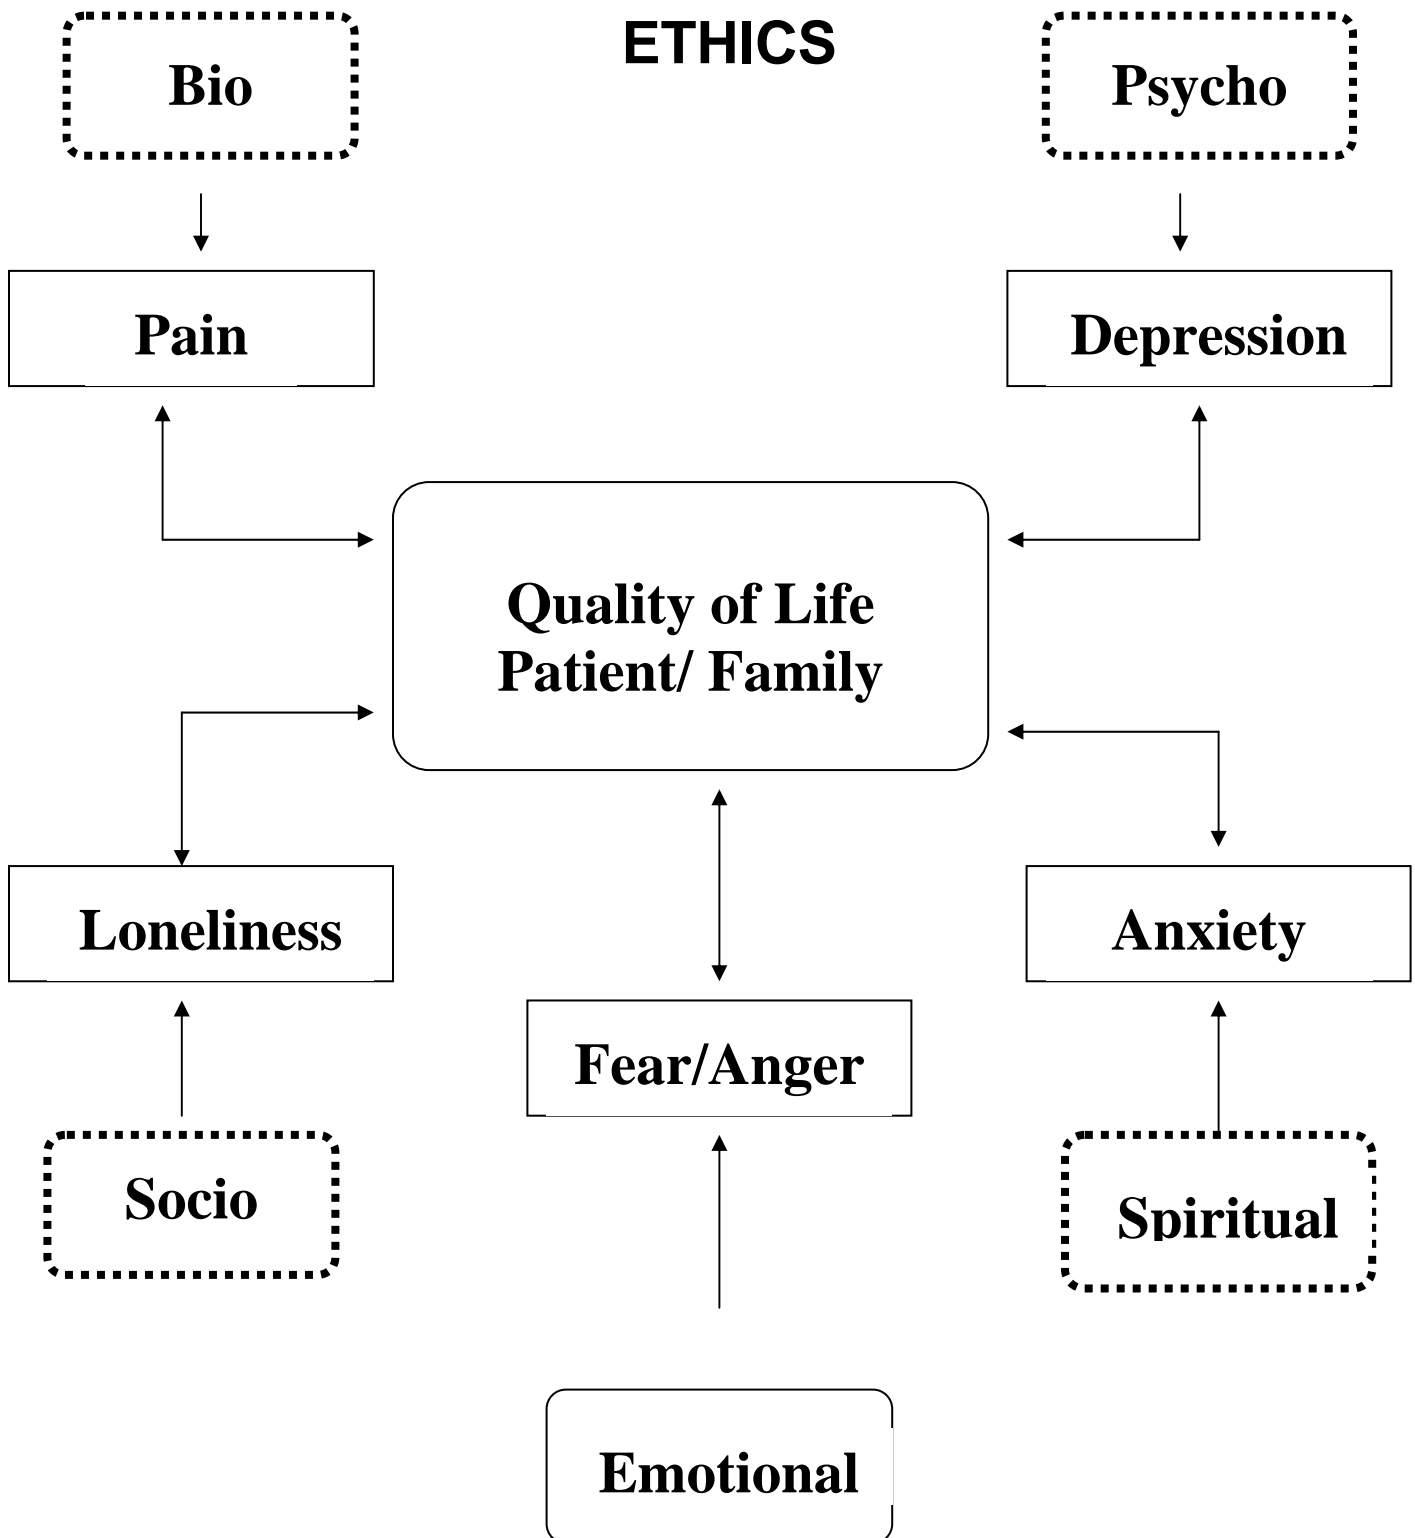 ETHICS
Bio
Psycho
Pain
Depression
Quality of Life
Patient/ Family
Loneliness
Anxiety
Fear/Anger
Socio
Spiritual
Emotional